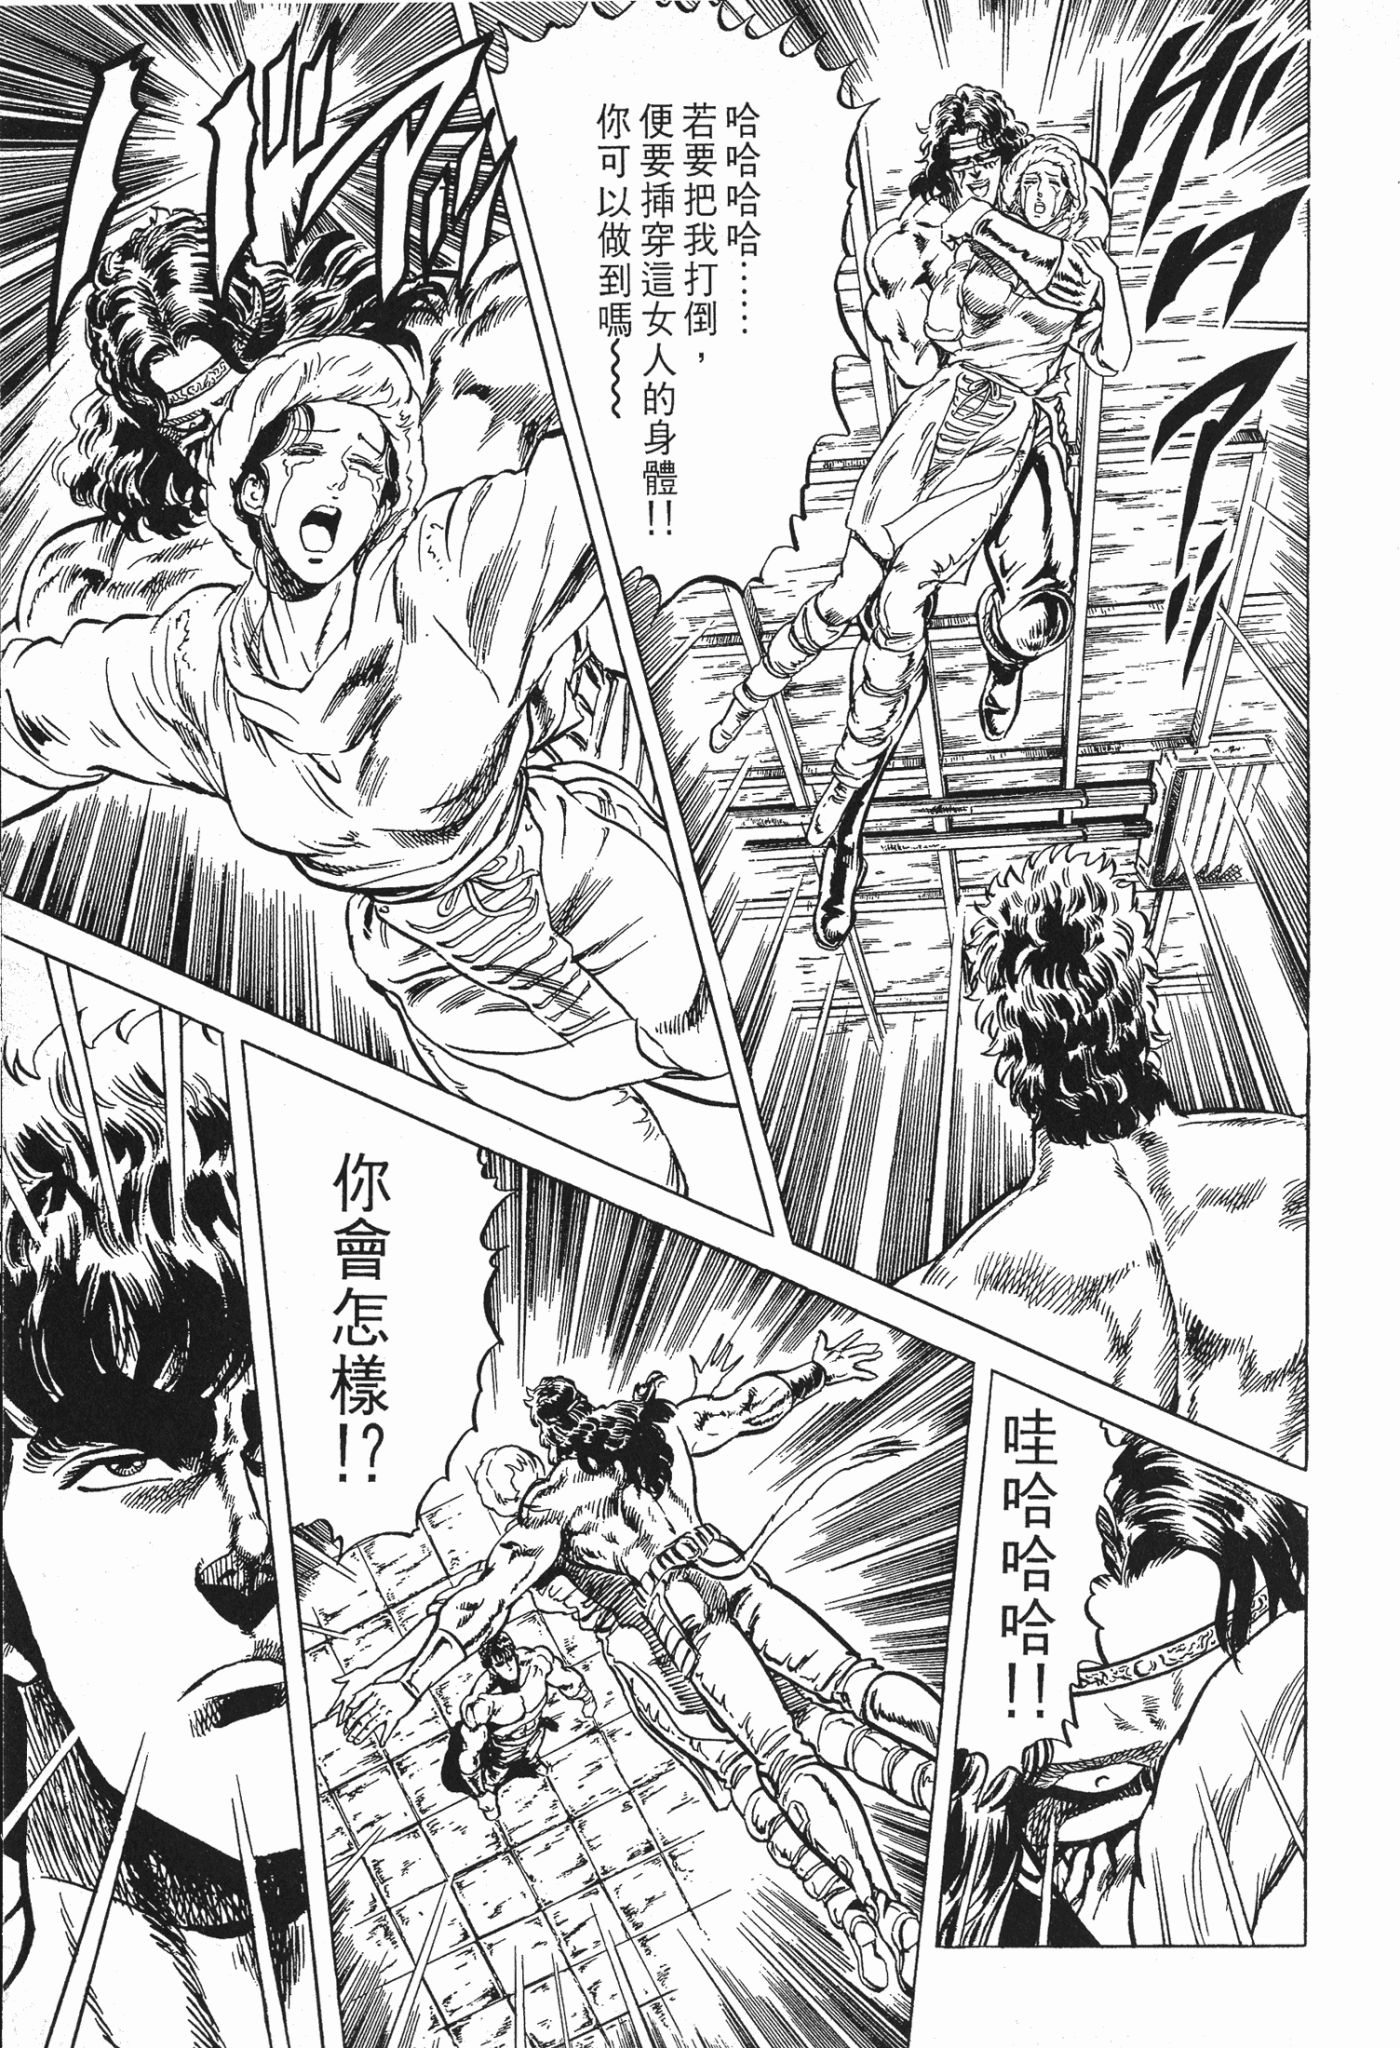 哈哈哈哈……
若要把我打倒，
便要揷穿這女人的身體!!
你可以做到嗎～～
哇哈哈哈!!
你會怎樣!?